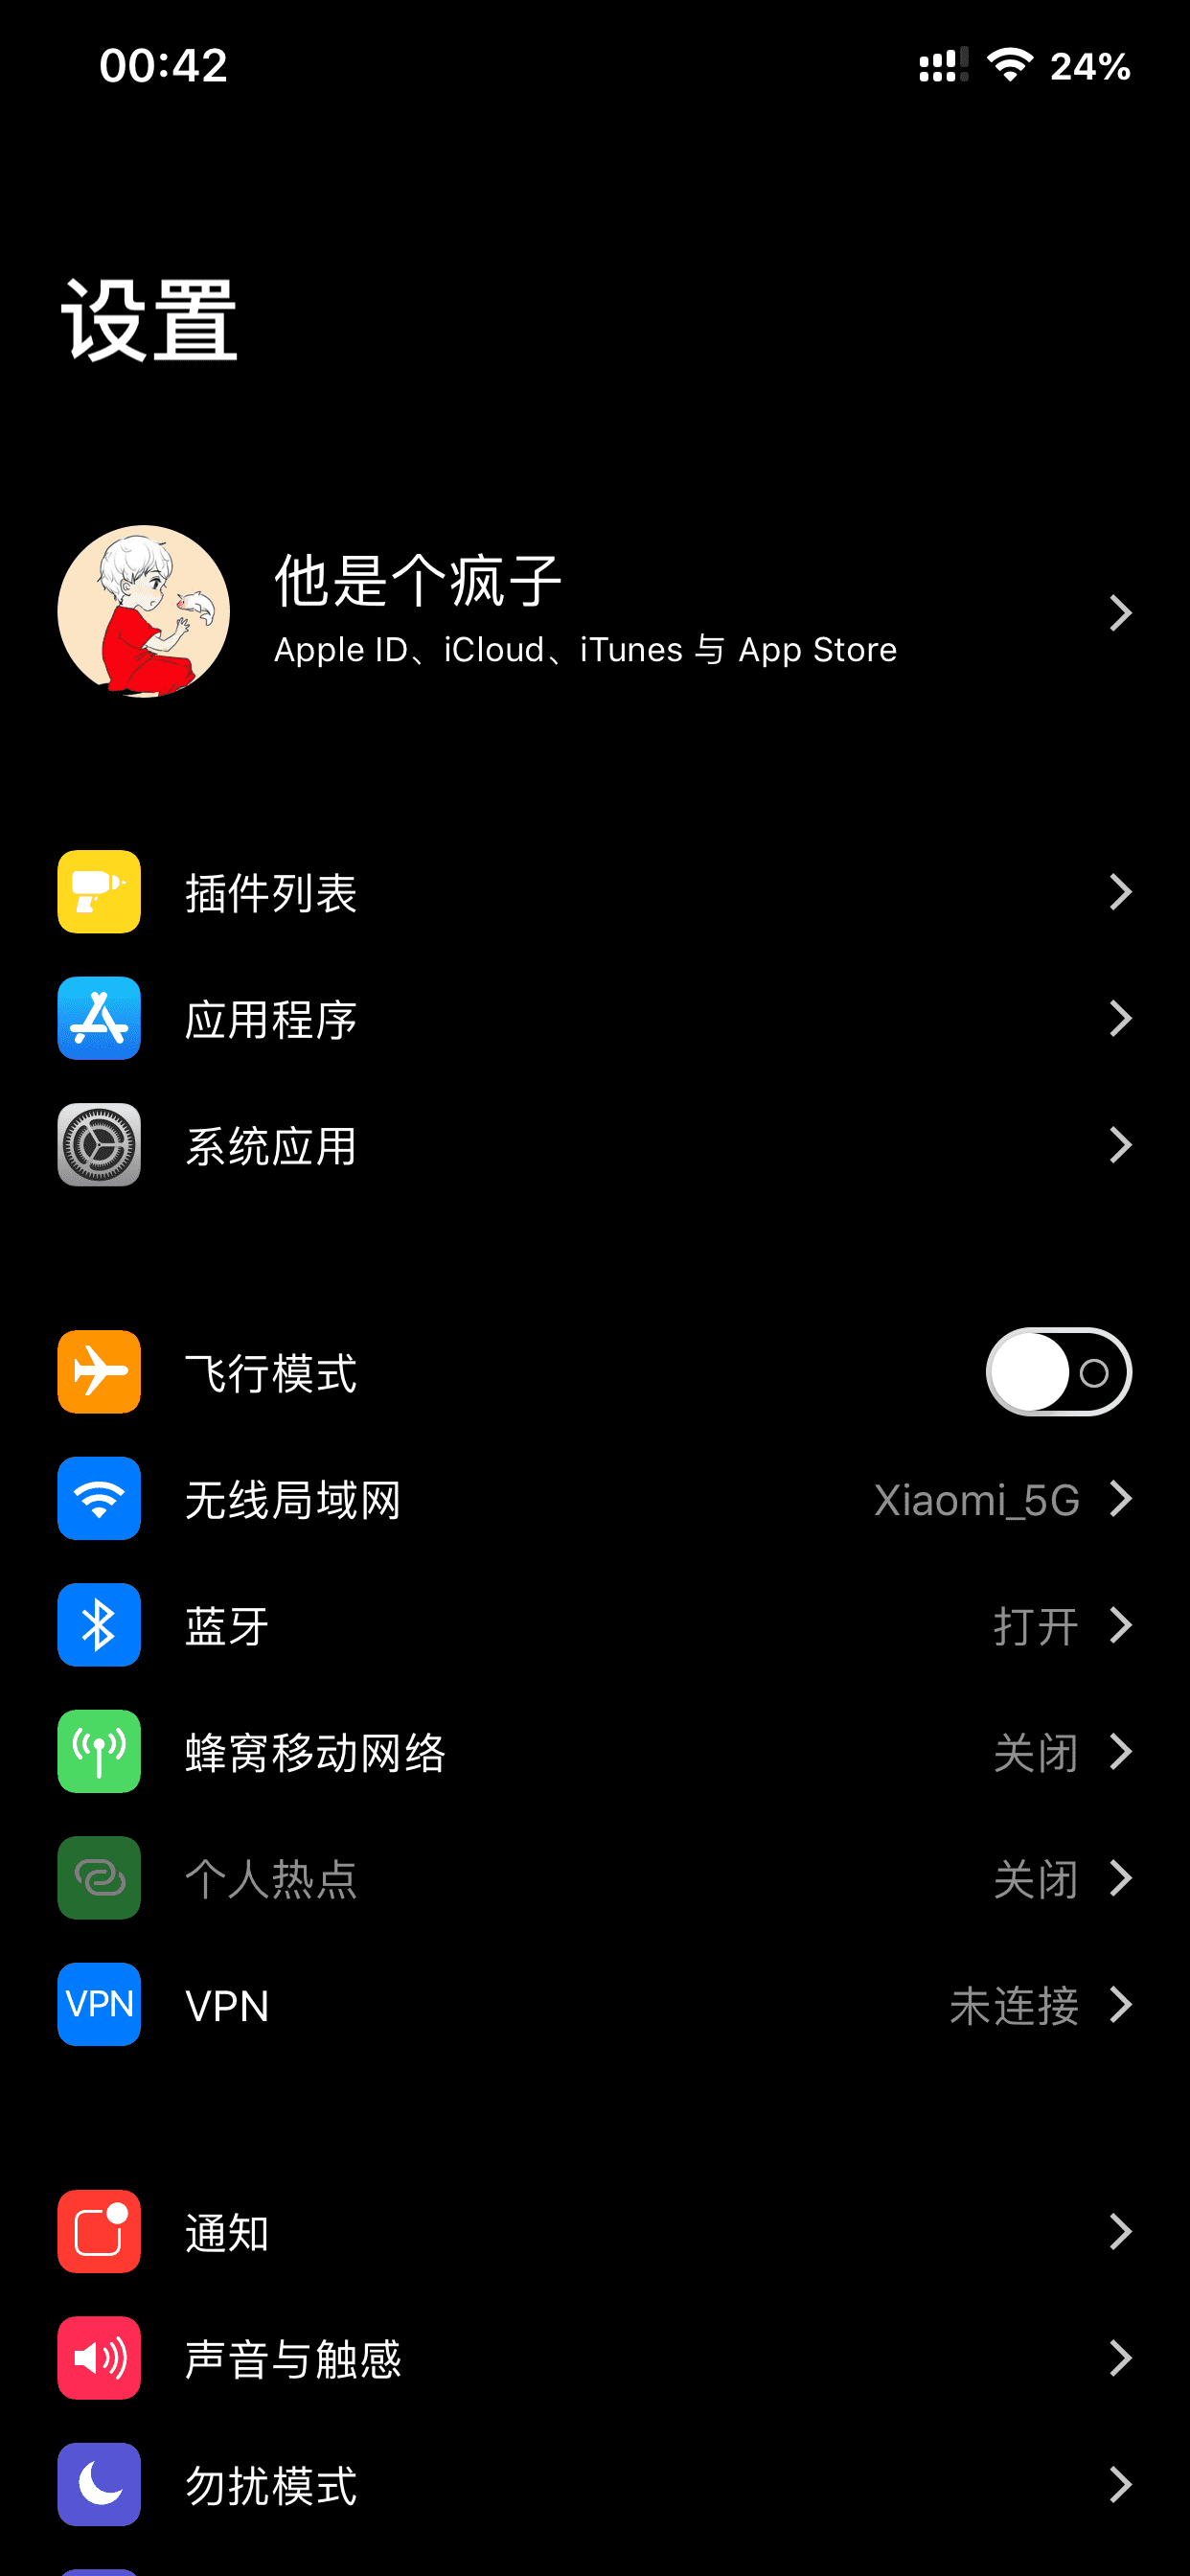 00:42
24%
设置
他是个疯子
Apple ID、iCloud、iTunes 与 App Store
插件列表
应用程序
系统应用
飞行模式
无线局域网 Xiaomi_5G
蓝牙 打开
蜂窝移动网络 关闭
个人热点 关闭
VPN VPN 未连接
通知
声音与触感
勿扰模式